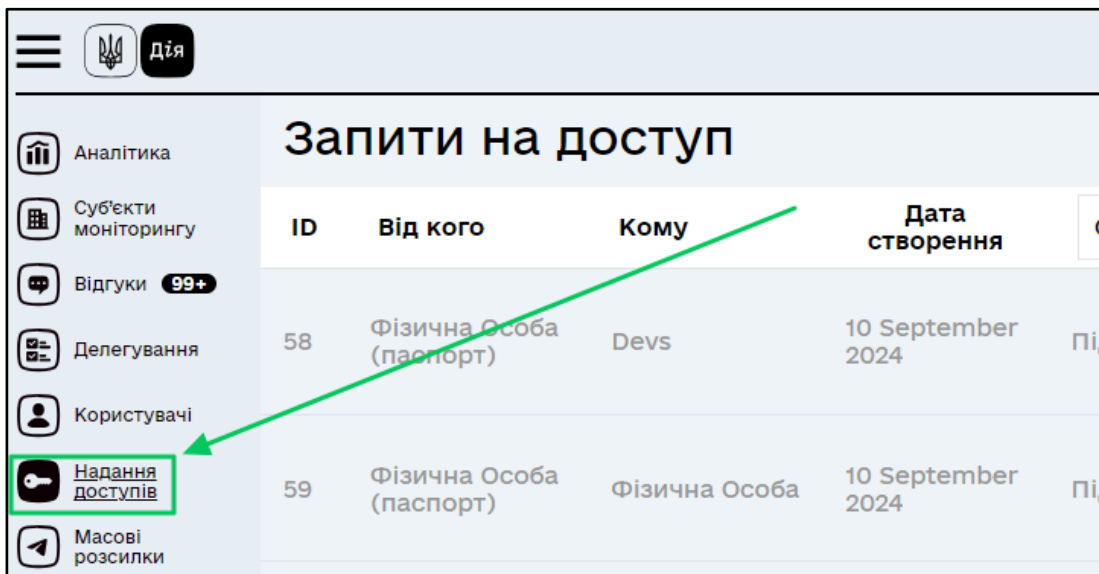 Дія
Аналітика
Суб'єкти
моніторингу
Відгуки 99+
Делегування
Користувачі
Надання
доступів
Масові
розсилки
Запити на доступ
ID Від кого Кому Дата
створення
58 Фізична Особа
(паспорт) Devs 10 September
2024
59 Фізична Особа
(паспорт) Фізична Особа 10 September
2024